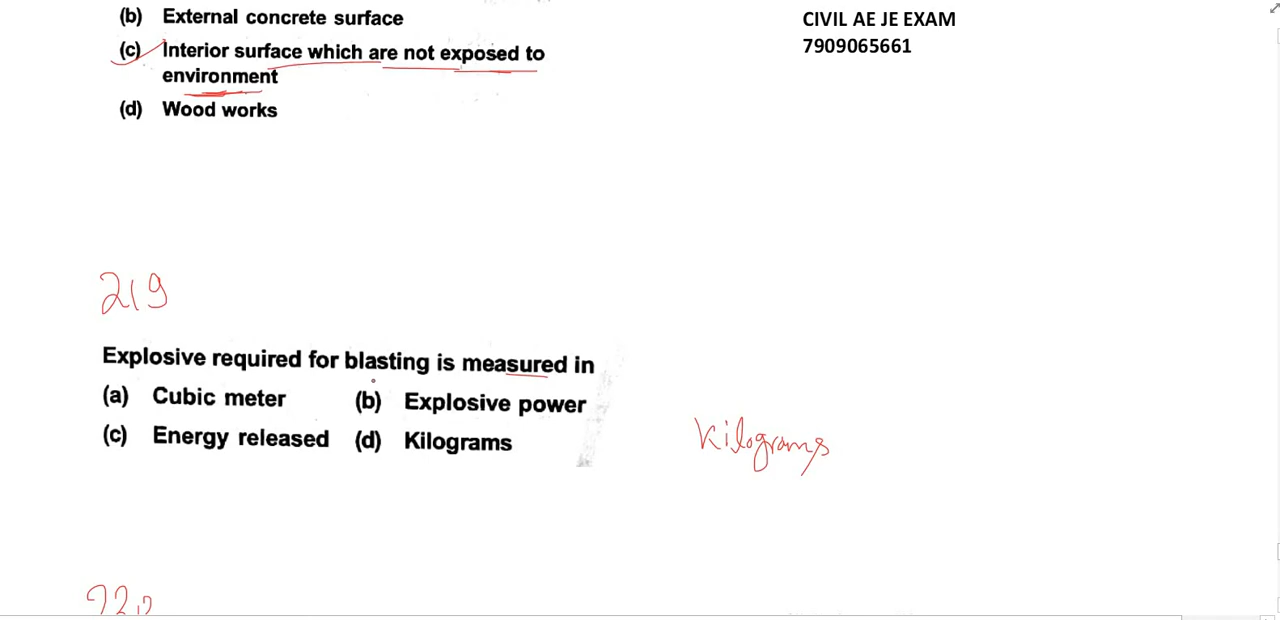 (b) External concrete surface
(c) Interior surface which are not exposed to
environment
(d) Wood works
CIVIL AE JE EXAM
7909065661
219
Explosive required for blasting is measured in
(a) Cubic meter (b) Explosive power
(c) Energy released (d) Kilograms
Kilograms